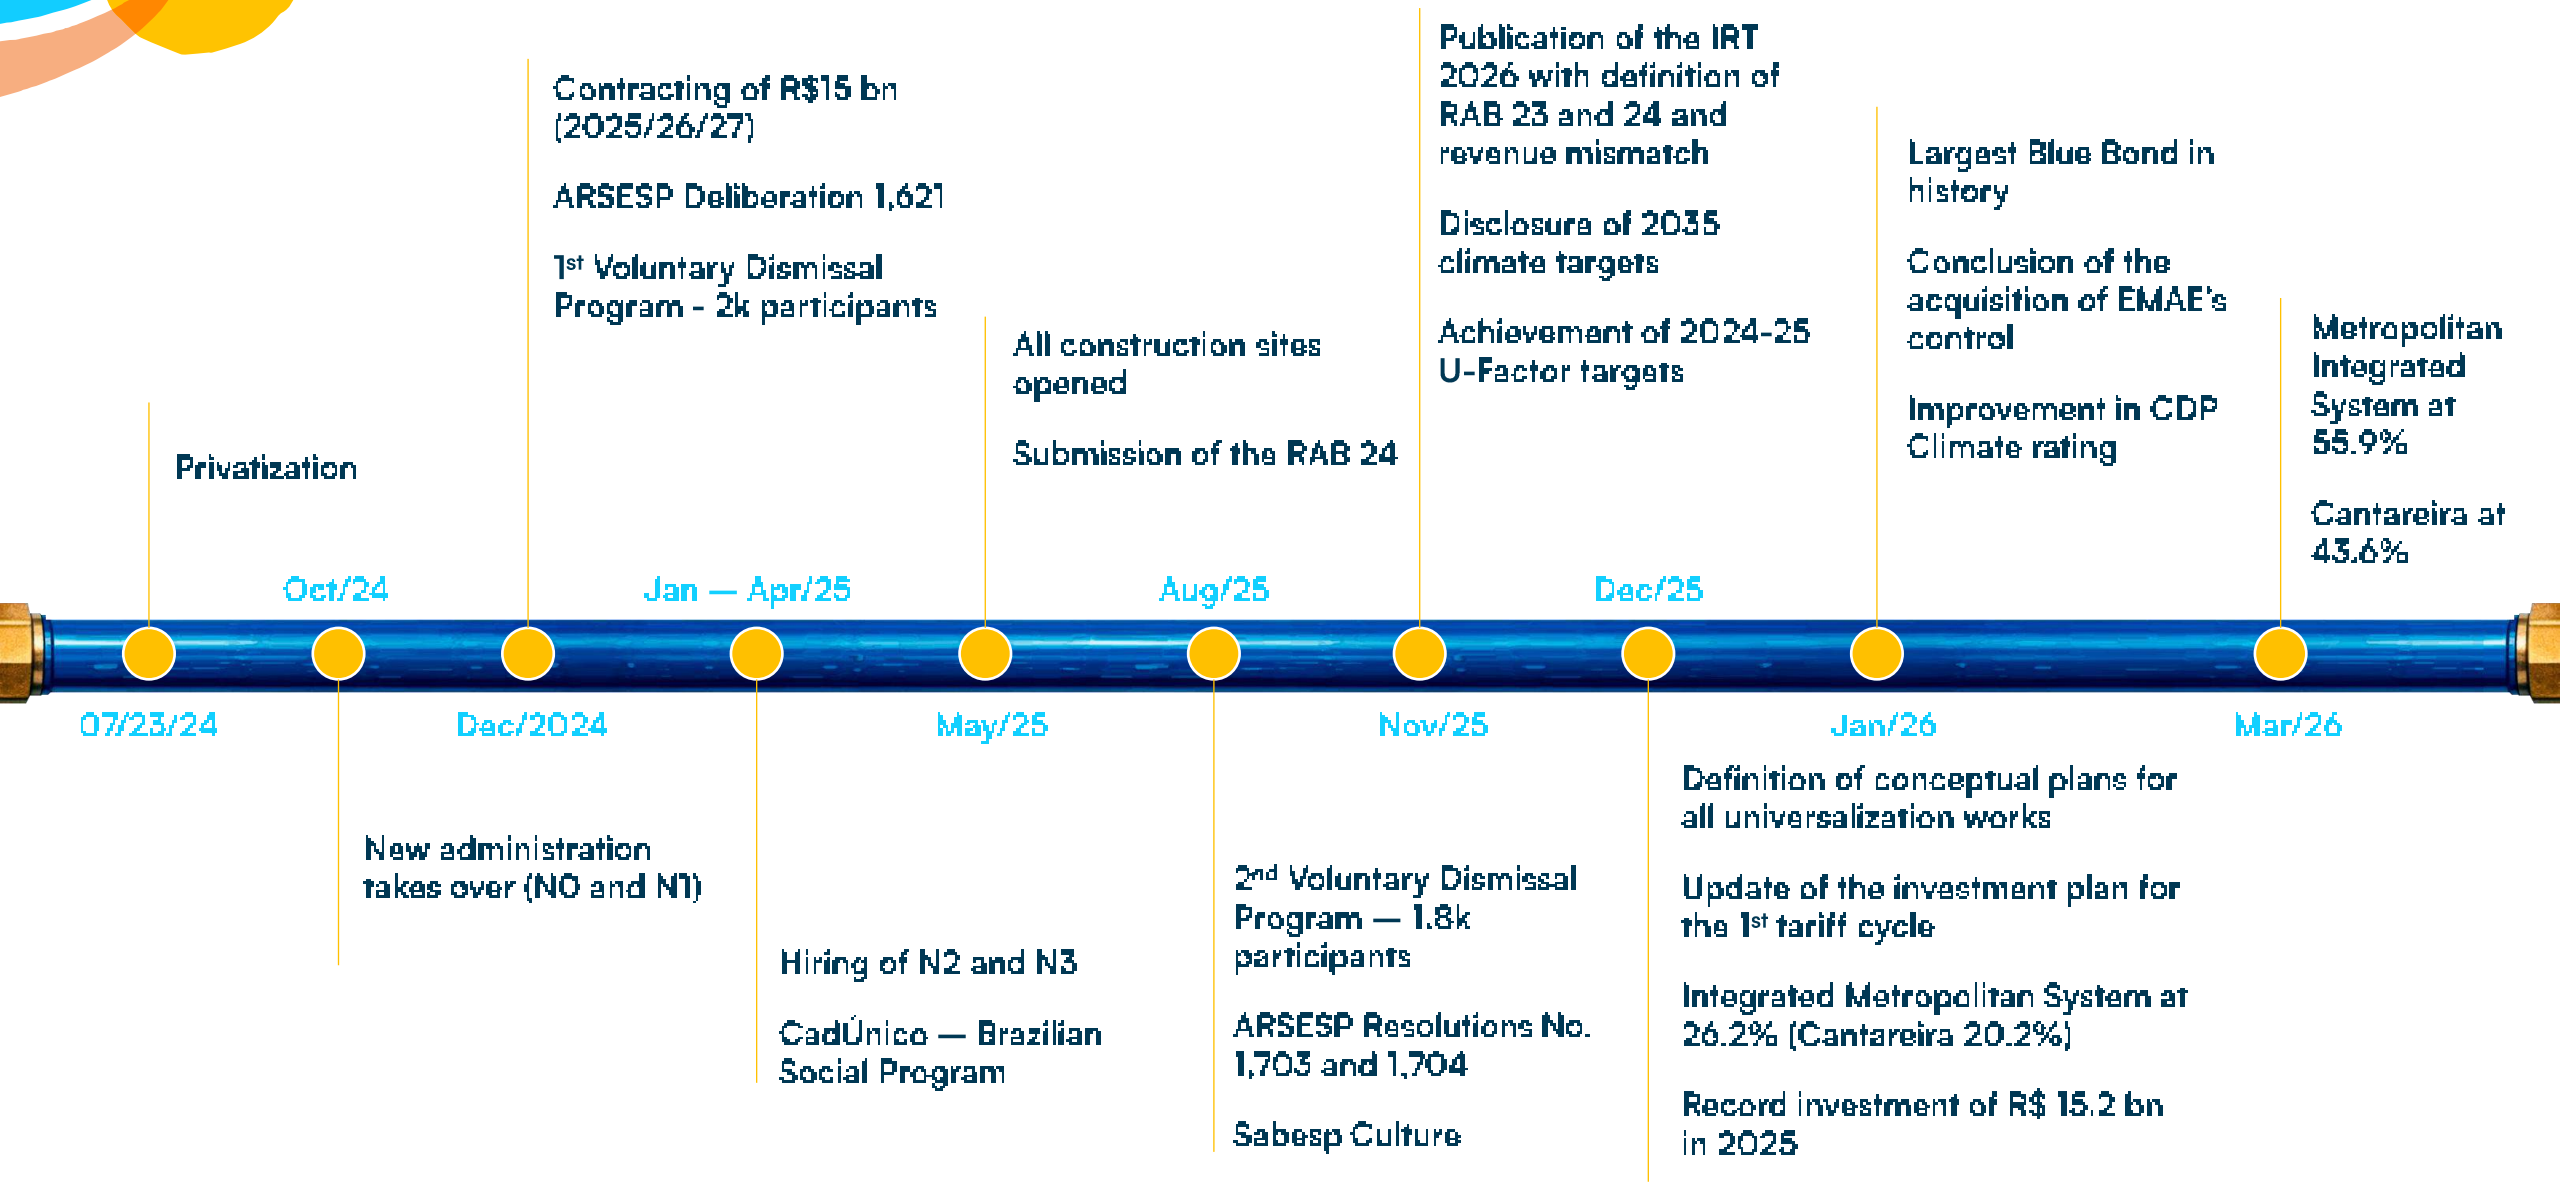 07/23/24
Privatization
Oct/24
New administration
takes over (N0 and N1)
Dec/2024
Contracting of R$15 bn
(2025/26/27)
ARSESP Deliberation 1,621
1st Voluntary Dismissal
Program - 2k participants
Jan — Apr/25
Hiring of N2 and N3
CadÚnico — Brazilian
Social Program
May/25
All construction sites
opened
Submission of the RAB 24
Aug/25
2nd Voluntary Dismissal
Program — 1.8k
participants
ARSESP Resolutions No.
1,703 and 1,704
Sabesp Culture
Nov/25
Publication of the IRT
2026 with definition of
RAB 23 and 24 and
revenue mismatch
Disclosure of 2035
climate targets
Achievement of 2024-25
U-Factor targets
Dec/25
Definition of conceptual plans for
all universalization works
Update of the investment plan for
the 1st tariff cycle
Integrated Metropolitan System at
26.2% (Cantareira 20.2%)
Record investment of R$ 15.2 bn
in 2025
Jan/26
Largest Blue Bond in
history
Conclusion of the
acquisition of EMAE's
control
Improvement in CDP
Climate rating
Mar/26
Metropolitan
Integrated
System at
55.9%
Cantareira at
43.6%